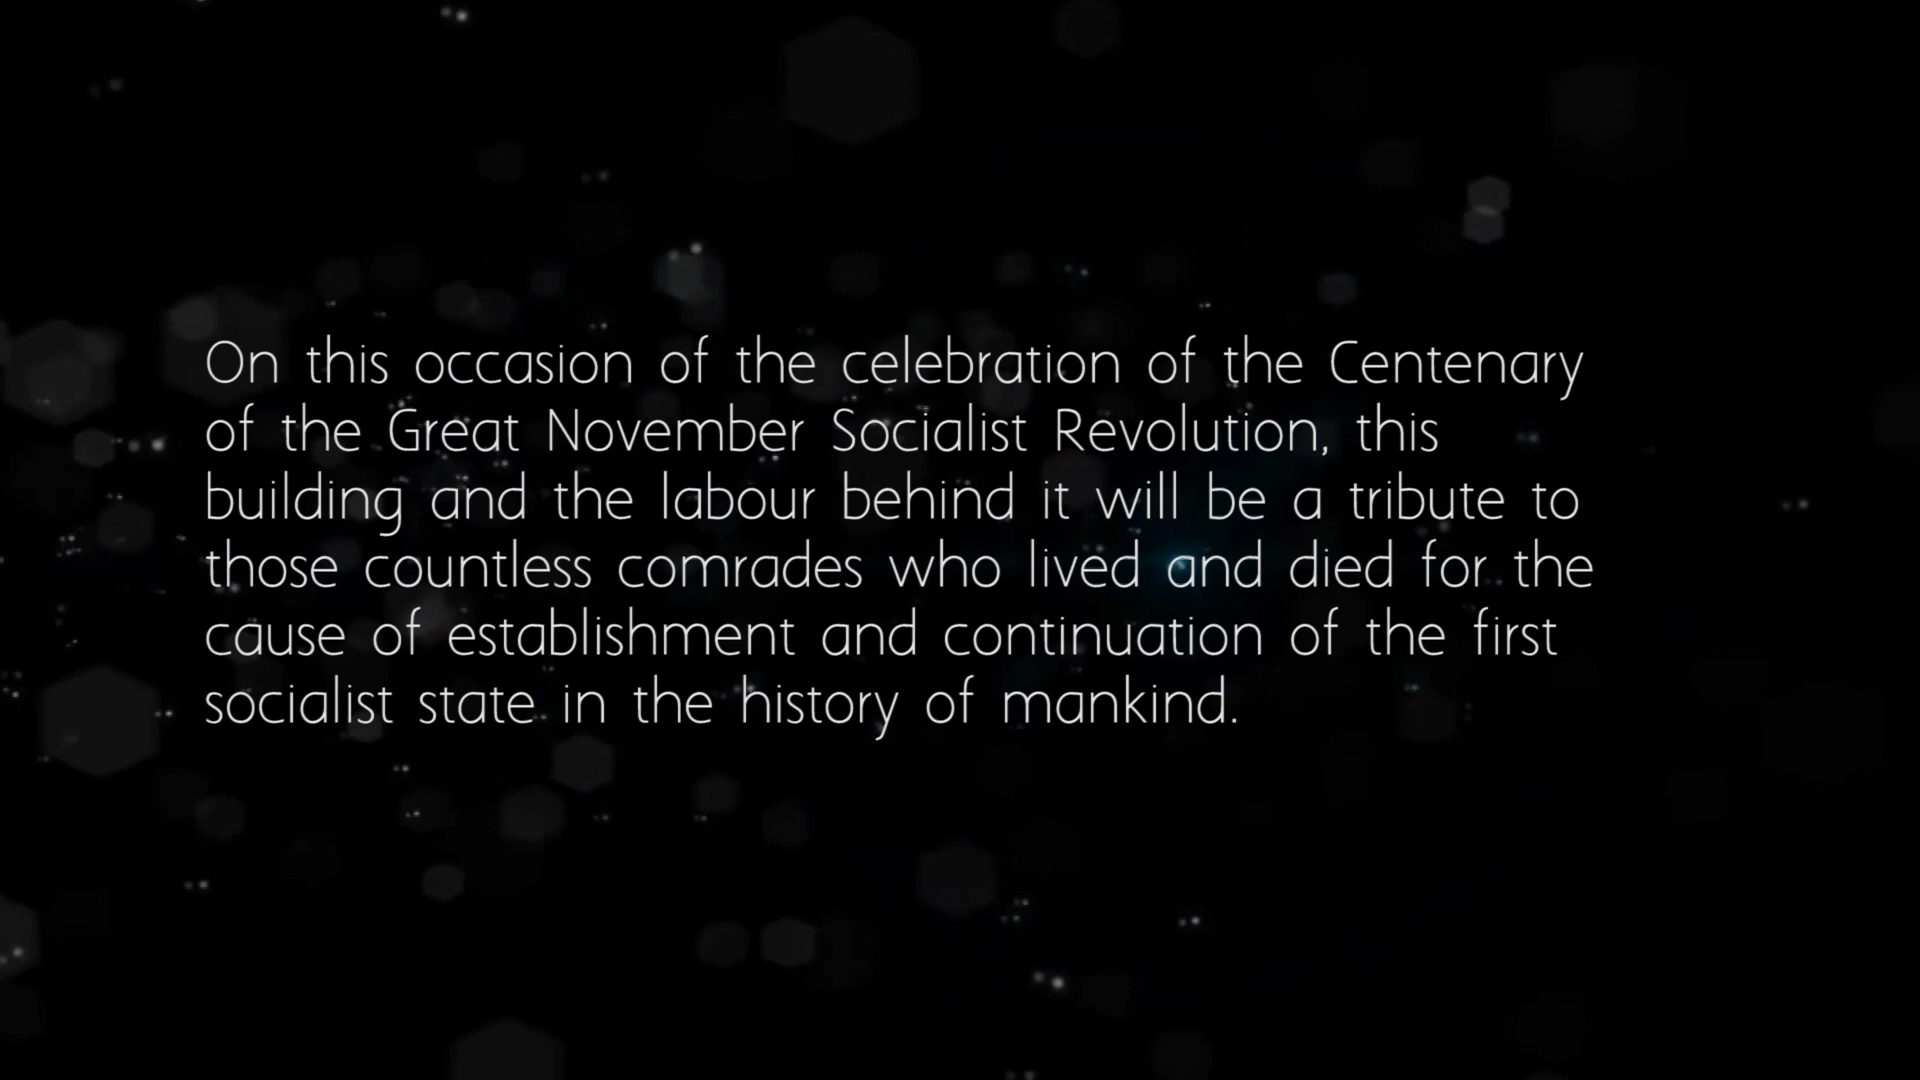 On this occasion of the celebration of the Centenary
of the Great November Socialist Revolution, this
building and the labour behind it will be a tribute to
those countless comrades who lived and died for the
cause of establishment and continuation of the first
socialist state in the history of mankind.